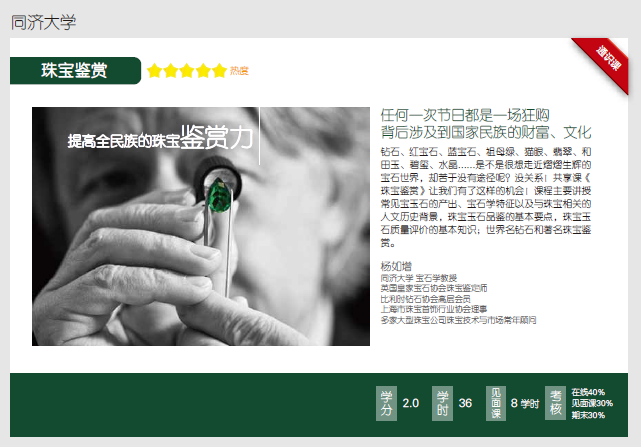 同济大学
通识课
珠宝鉴赏
热度
提高全民族的珠宝鉴赏力
任何一次节日都是一场狂购
背后涉及到国家民族的财富、文化
钻石、红宝石、蓝宝石、祖母绿、猫眼、翡翠、和
田玉、碧玺、水晶……是不是很想走近熠熠生辉的
宝石世界，却苦于没有途径呢？没关系！共享课《
珠宝鉴赏》让我们有了这样的机会！课程主要讲授
常见宝玉石的产出、宝石学特征以及与珠宝相关的
人文历史背景，珠宝玉石品鉴的基本要点，珠宝玉
石质量评价的基本知识；世界名钻石和著名珠宝鉴
赏。
杨如增
同济大学 宝石学教授
英国皇家宝石协会珠宝鉴定师
比利时钻石协会高层会员
上海市珠宝首饰行业协会理事
多家大型珠宝公司珠宝技术与市场常年顾问
学分 2.0 学时 36 见面课 8 学时 考核
在线40%
见面课30%
期末30%